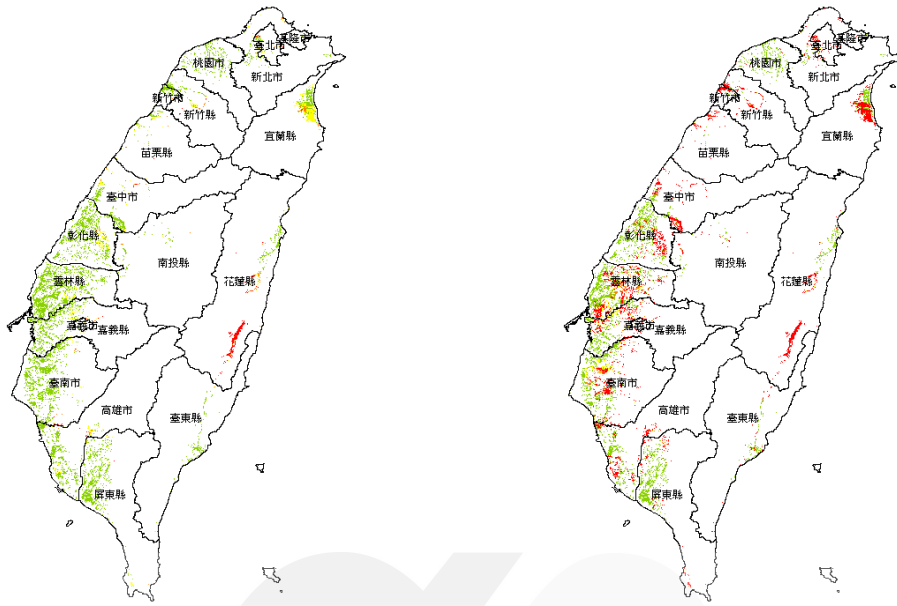 基隆市
臺北市
桃園市
新北市
新竹市
新竹縣
宜蘭縣
苗栗縣
臺中市
彰化縣
南投縣
雲林縣
花蓮縣
嘉義市
嘉義縣
臺南市
高雄市
臺東縣
屏東縣
基隆市
臺北市
桃園市
新北市
新竹市
新竹縣
宜蘭縣
苗栗縣
臺中市
彰化縣
南投縣
雲林縣
花蓮縣
嘉義市
嘉義縣
臺南市
高雄市
臺東縣
屏東縣